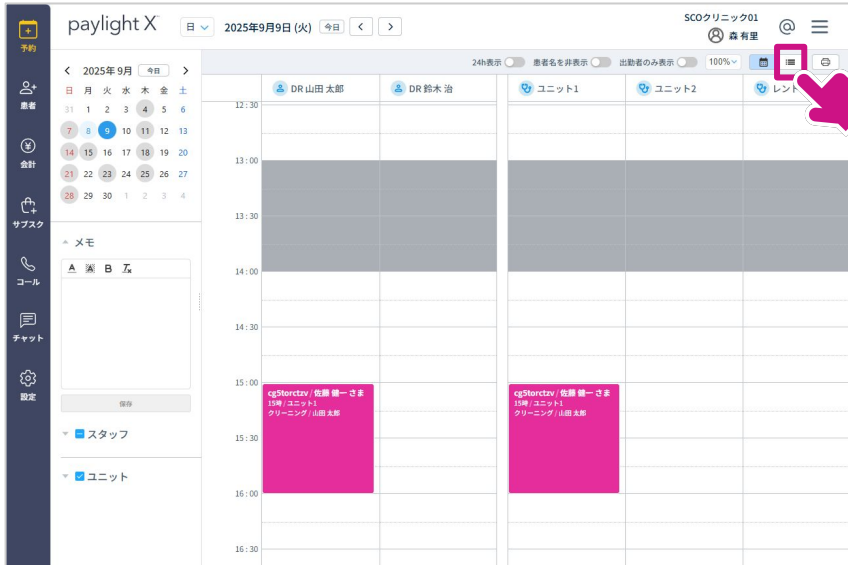 paylight X
日
2025年9月9日 (火)
今日
SCOクリニック01
森 有里
予約
患者
会計
サブスク
コール
チャット
設定
2025年 9月
今日
日 月 火 水 木 金 土
31 1 2 3 4 5 6
7 8 9 10 11 12 13
14 15 16 17 18 19 20
21 22 23 24 25 26 27
28 29 30 1 2 3 4
メモ
A A B Tx
保存
スタッフ
ユニット
24h表示
患者名を非表示
出勤者のみ表示
100%
DR 山田 太郎
DR 鈴木 治
ユニット1
ユニット2
レント
12:30
13:00
13:30
14:00
14:30
15:00
15:30
16:00
16:30
cg5torctzv / 佐藤 健一 さま
15時 / ユニット1
クリーニング / 山田 太郎
cg5torctzv / 佐藤 健一 さま
15時 / ユニット1
クリーニング / 山田 太郎